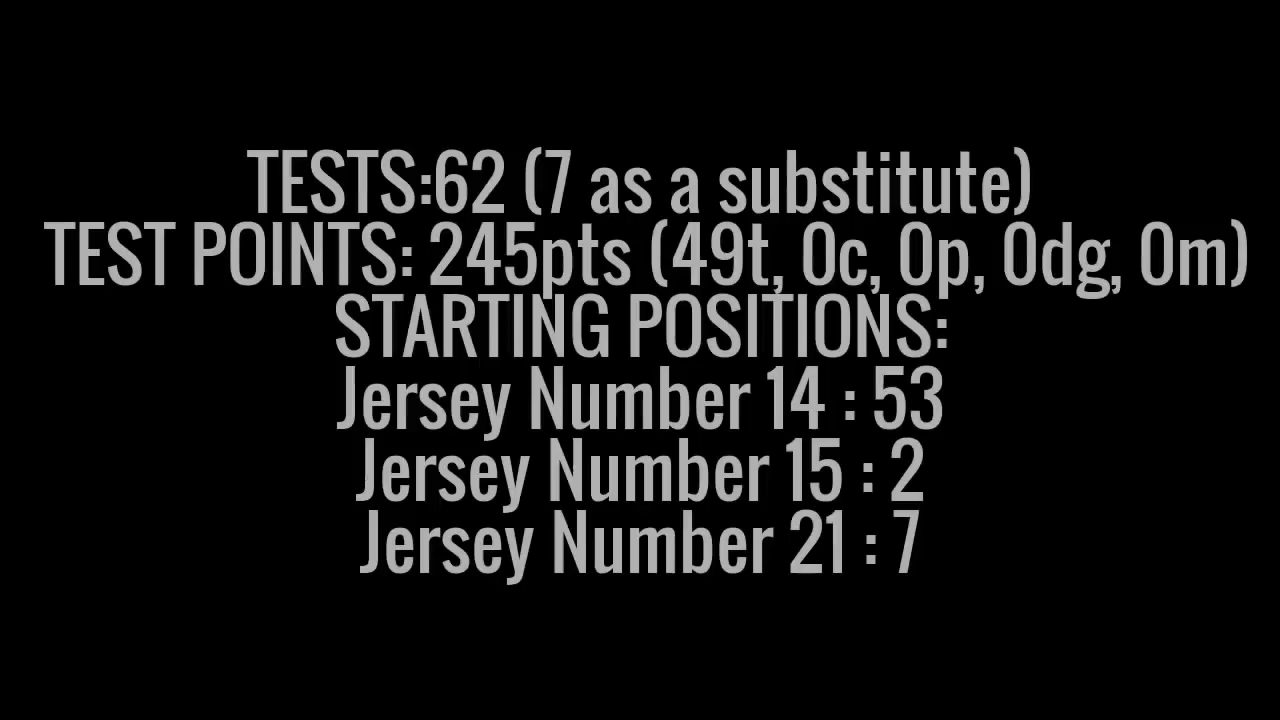 TESTS:62 (7 as a substitute)
TEST POINTS: 245pts (49t, 0c, 0p, 0dg, 0m)
STARTING POSITIONS:
Jersey Number 14 : 53
Jersey Number 15 : 2
Jersey Number 21 : 7